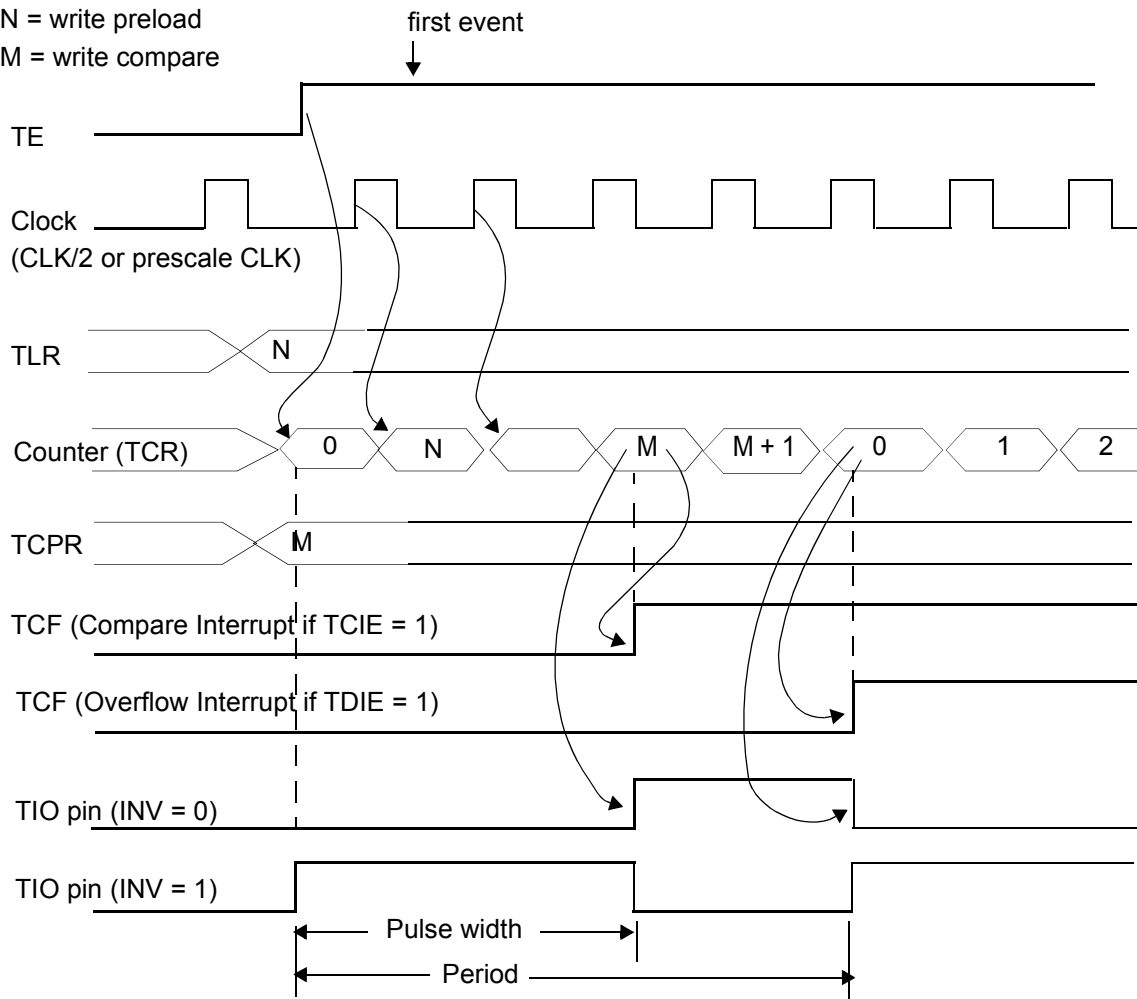 N = write preload
first event
M = write compare
TE
Clock
(CLK/2 or prescale CLK)
TLR N
Counter (TCR) 0 N M M + 1 0 1 2
TCPR M
TCF (Compare Interrupt if TCIE = 1)
TCF (Overflow Interrupt if TDIE = 1)
TIO pin (INV = 0)
TIO pin (INV = 1)
Pulse width
Period